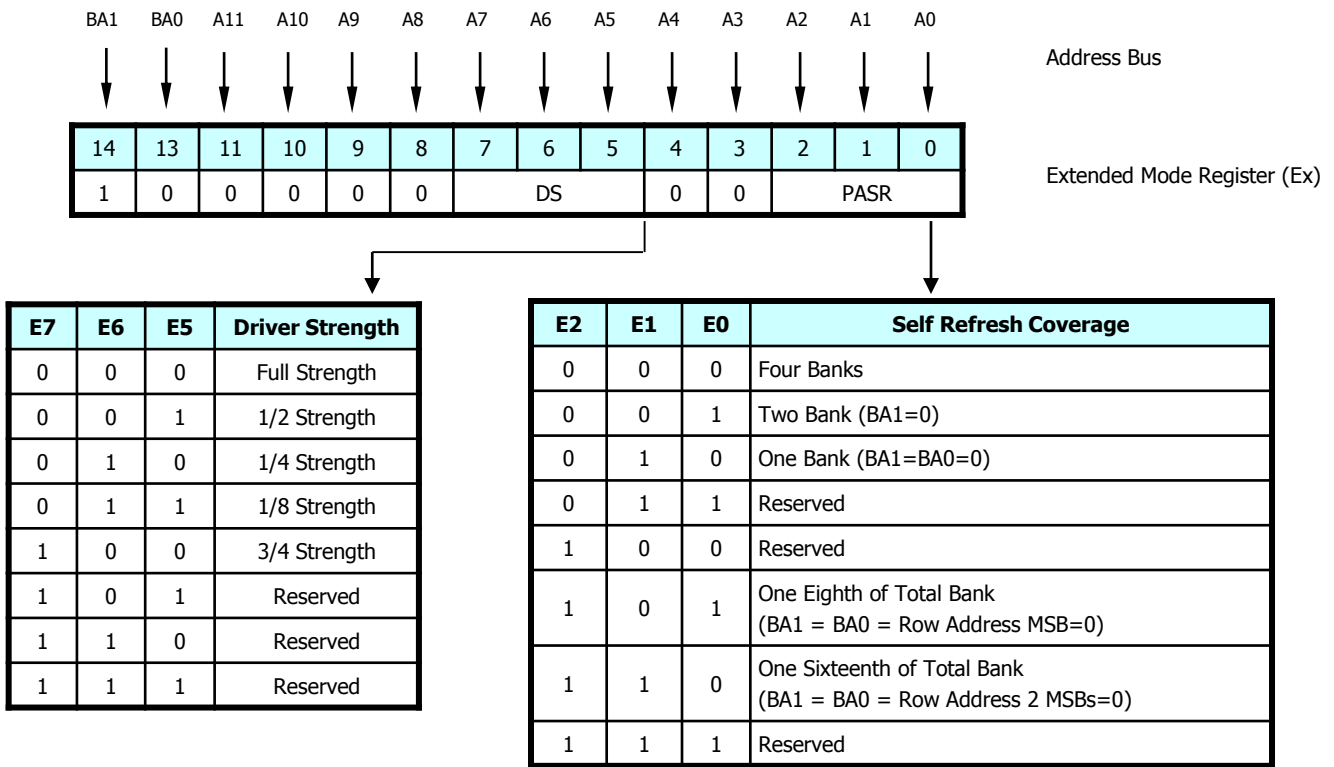 BA1 BA0 A11 A10 A9 A8 A7 A6 A5 A4 A3 A2 A1 A0
Address Bus
14 13 11 10 9 8 7 6 5 4 3 2 1 0
1 0 0 0 0 0 DS 0 0 PASR
Extended Mode Register (Ex)
E7 E6 E5 Driver Strength
0 0 0 Full Strength
0 0 1 1/2 Strength
0 1 0 1/4 Strength
0 1 1 1/8 Strength
1 0 0 3/4 Strength
1 0 1 Reserved
1 1 0 Reserved
1 1 1 Reserved
E2 E1 E0 Self Refresh Coverage
0 0 0 Four Banks
0 0 1 Two Bank (BA1=0)
0 1 0 One Bank (BA1=BA0=0)
0 1 1 Reserved
1 0 0 Reserved
1 0 1 One Eighth of Total Bank
(BA1 = BA0 = Row Address MSB=0)
1 1 0 One Sixteenth of Total Bank
(BA1 = BA0 = Row Address 2 MSBs=0)
1 1 1 Reserved